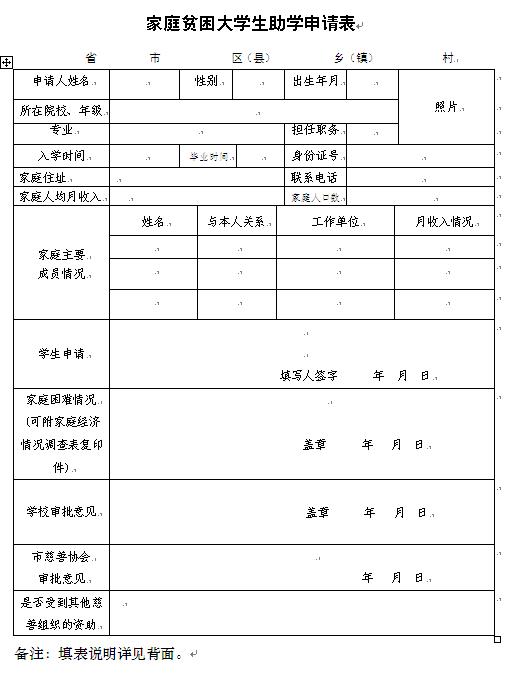 家庭贫困大学生助学申请表
省 市 区（县） 乡（镇） 村
申请人姓名 性别 出生年月
照片
所在院校、年级
专业 担任职务
入学时间 毕业时间 身份证号
家庭住址 联系电话
家庭人均月收入 家庭人口数
家庭主要
成员情况
姓名 与本人关系 工作单位 月收入情况
学生申请
填写人签字 年 月 日
家庭困难情况
（可附家庭经济
情况调查表复印
件）
盖章 年 月 日
学校审批意见
盖章 年 月 日
市慈善协会
审批意见
年 月 日
是否受到其他慈
善组织的资助
备注：填表说明详见背面。